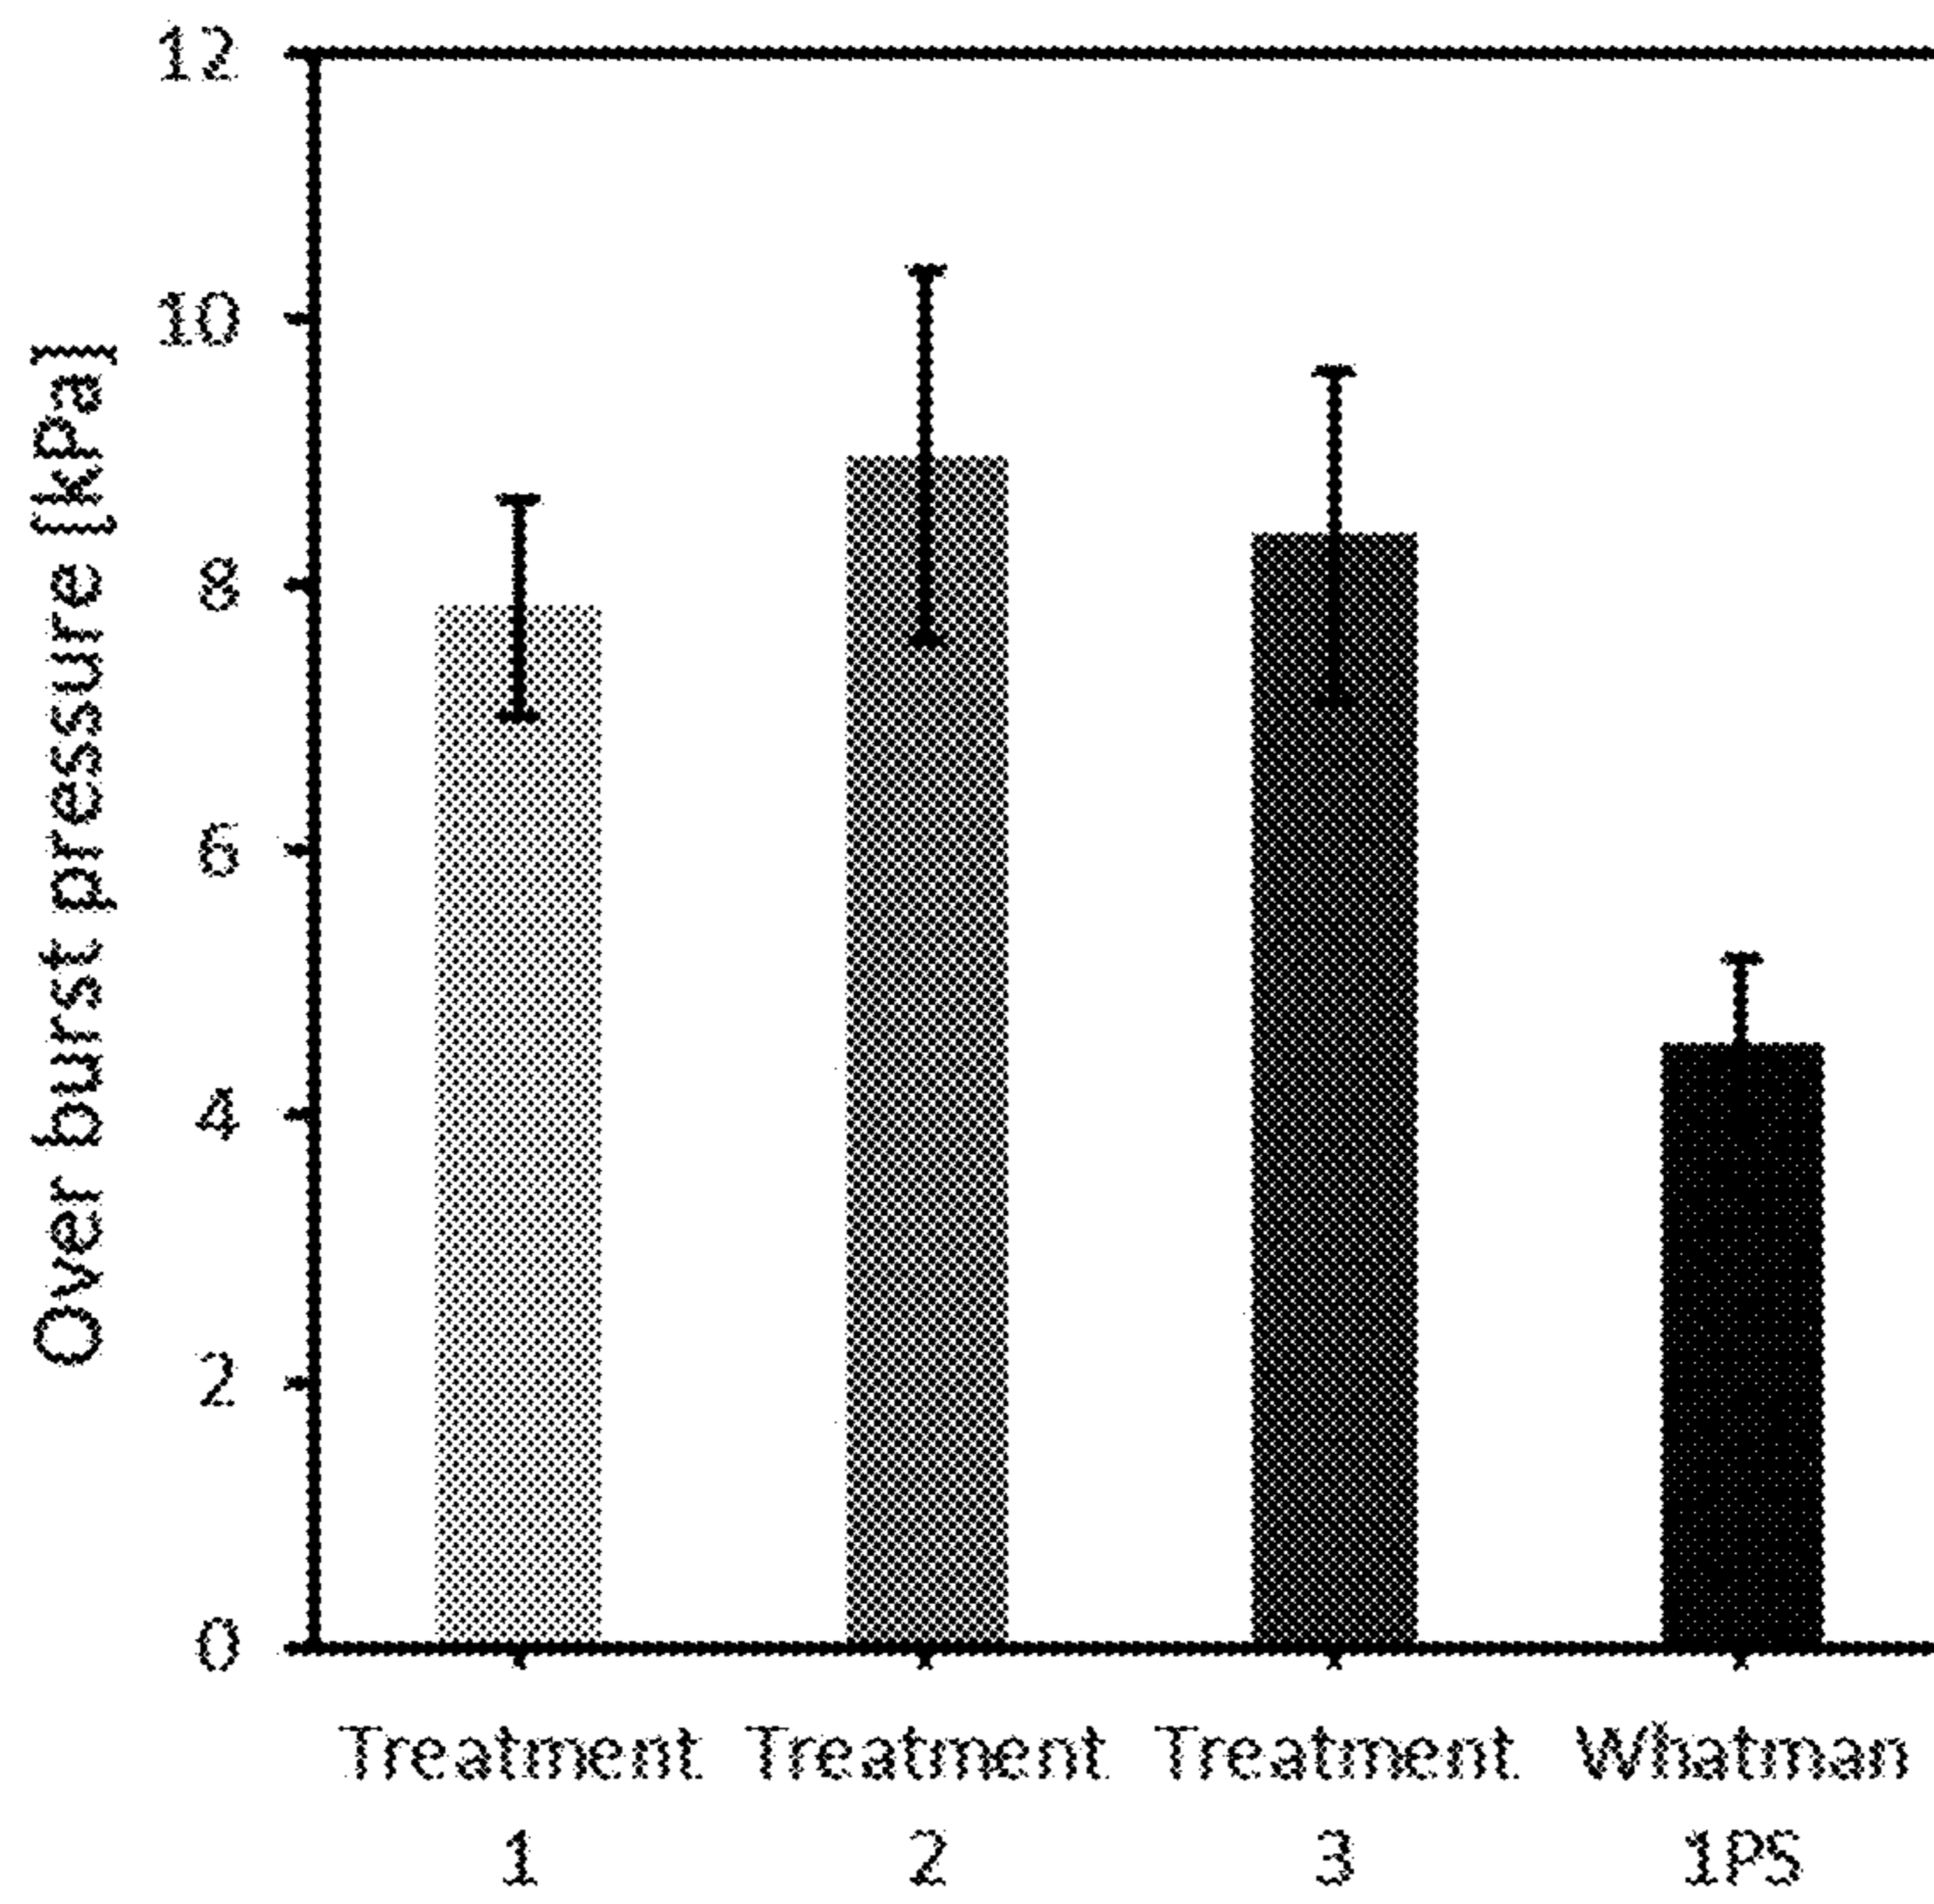 12
10
8
6
4
2
0
Over burst pressure [kPa]
Treatment 1
Treatment 2
Treatment 3
Whatman 1PS